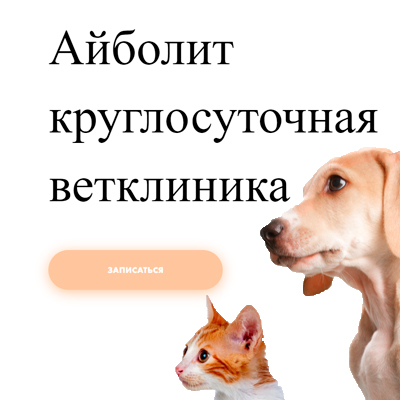 Айболит
круглосуточная
ветклиника
ЗАПИСАТЬСЯ